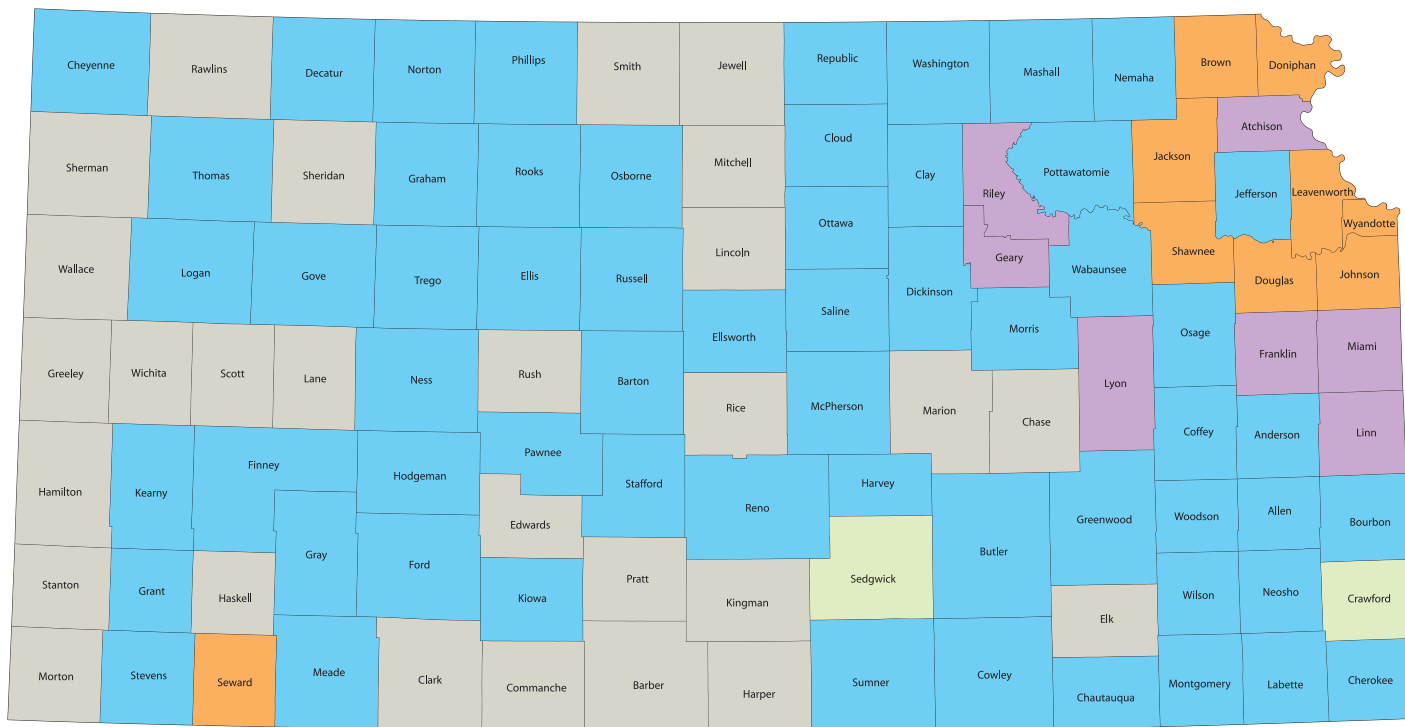 Cheyenne
Rawlins
Decatur
Norton
Phillips
Smith
Jewell
Republic
Washington
Mashall
Nemaha
Brown
Doniphan
Sherman
Thomas
Sheridan
Graham
Rooks
Osborne
Mitchell
Cloud
Clay
Riley
Pottawatomie
Jackson
Atchison
Jefferson
Leavenworth
Wyandotte
Wallace
Logan
Gove
Trego
Ellis
Russell
Lincoln
Ottawa
Saline
Dickinson
Geary
Wabaunsee
Shawnee
Douglas
Johnson
Greeley
Wichita
Scott
Lane
Ness
Rush
Barton
Ellsworth
Rice
McPherson
Marion
Morris
Chase
Lyon
Osage
Franklin
Miami
Hamilton
Kearny
Finney
Hodgeman
Pawnee
Edwards
Stafford
Reno
Harvey
Butler
Greenwood
Coffey
Anderson
Linn
Stanton
Grant
Haskell
Gray
Ford
Kiowa
Pratt
Kingman
Sedgwick
Elk
Woodson
Allen
Bourbon
Wilson
Neosho
Crawford
Morton
Stevens
Seward
Meade
Clark
Commanche
Barber
Harper
Sumner
Cowley
Chautauqua
Montgomery
Labette
Cherokee